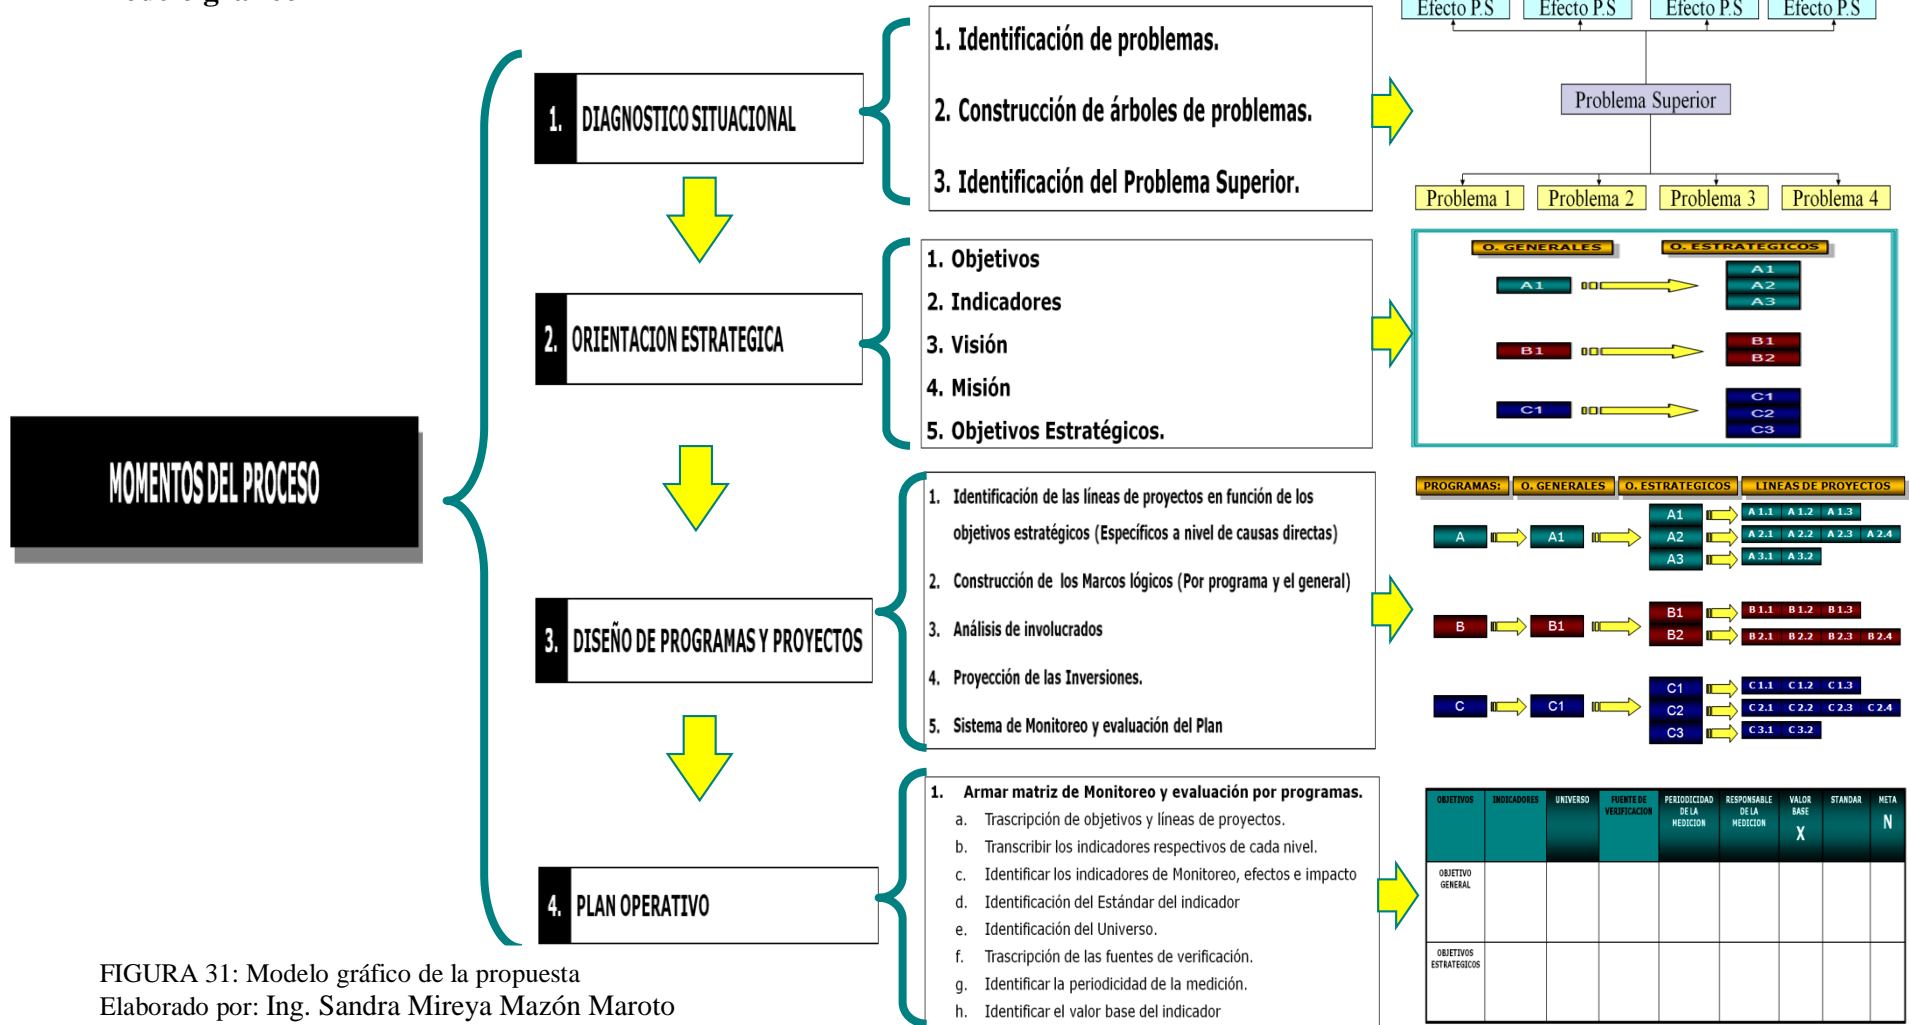 Efecto P.S
Efecto P.S
Efecto P.S
Efecto P.S
Problema Superior
Problema 1
Problema 2
Problema 3
Problema 4
MOMENTOS DEL PROCESO
1. DIAGNOSTICO SITUACIONAL
1. Identificación de problemas.
2. Construcción de árboles de problemas.
3. Identificación del Problema Superior.
2. ORIENTACION ESTRATEGICA
1. Objetivos
2. Indicadores
3. Visión
4. Misión
5. Objetivos Estratégicos.
O. GENERALES
O. ESTRATEGICOS
A1
A1
A2
A3
B1
B1
B2
C1
C1
C2
C3
3. DISEÑO DE PROGRAMAS Y PROYECTOS
1. Identificación de las líneas de proyectos en función de los
objetivos estratégicos (Específicos a nivel de causas directas)
2. Construcción de los Marcos lógicos (Por programa y el general)
3. Análisis de involucrados
4. Proyección de las Inversiones.
5. Sistema de Monitoreo y evaluación del Plan
PROGRAMAS:
O. GENERALES
O. ESTRATEGICOS
LINEAS DE PROYECTOS
A
A1
A1
A 1.1 A 1.2 A 1.3
A2
A 2.1 A 2.2 A 2.3 A 2.4
A3
A 3.1 A 3.2
B
B1
B1
B 1.1 B 1.2 B 1.3
B2
B 2.1 B 2.2 B 2.3 B 2.4
C
C1
C1
C 1.1 C 1.2 C 1.3
C2
C 2.1 C 2.2 C 2.3 C 2.4
C3
C 3.1 C 3.2
4. PLAN OPERATIVO
1. Armar matriz de Monitoreo y evaluación por programas.
a. Trascripción de objetivos y líneas de proyectos.
b. Transcribir los indicadores respectivos de cada nivel.
c. Identificar los indicadores de Monitoreo, efectos e impacto
d. Identificación del Estándar del indicador
e. Identificación del Universo.
f. Trascripción de las fuentes de verificación.
g. Identificar la periodicidad de la medición.
h. Identificar el valor base del indicador
OBJETIVOS
INDICADORES
UNIVERSO
FUENTE DE
VERIFICACION
PERIODICIDAD
DE LA
MEDICION
RESPONSABLE
DE LA
MEDICION
VALOR
BASE
X
STANDAR
META
N
OBJETIVO
GENERAL
OBJETIVOS
ESTRATEGICOS
FIGURA 31: Modelo gráfico de la propuesta
Elaborado por: Ing. Sandra Mireya Mazón Maroto